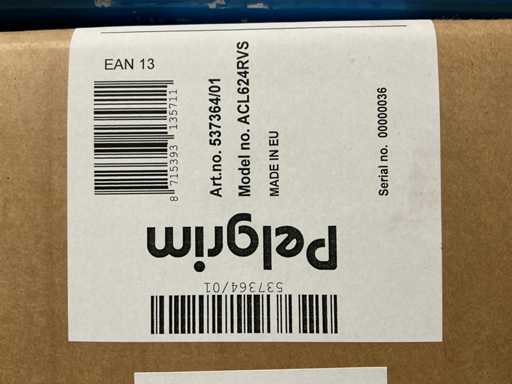 EAN 13
8 715393 135711
Art.no. 537364/01
Model no. ACL624RVS
MADE IN EU
Serial no. 00000036
Pelgrim
537364/01